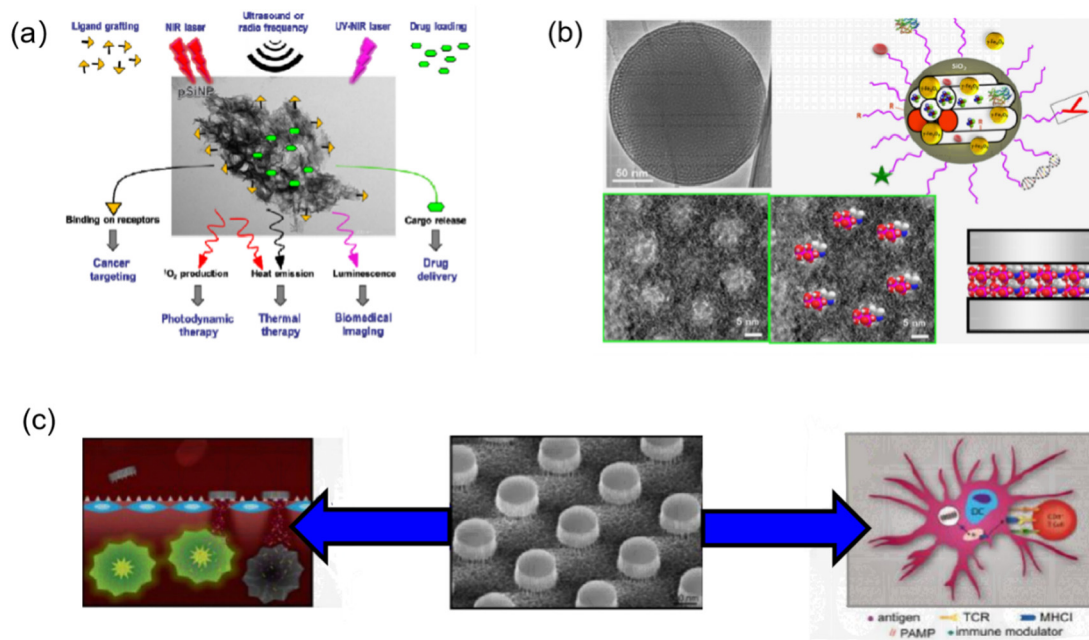 (a)
Ligand grafting
NIR laser
Ultrasound or
radio frequency
UV-NIR laser
Drug loading
pSiNP
Binding on receptors
Cargo release
Cancer
targeting
Drug
delivery
¹O₂ production
Heat emission
Luminescence
Photodynamic
therapy
Thermal
therapy
Biomedical
imaging
(b)
50 nm
SiO₂
R
R
5 nm
5 nm
(c)
DC
T Cell
antigen
TCR
MHCI
PAMP
immune modulator